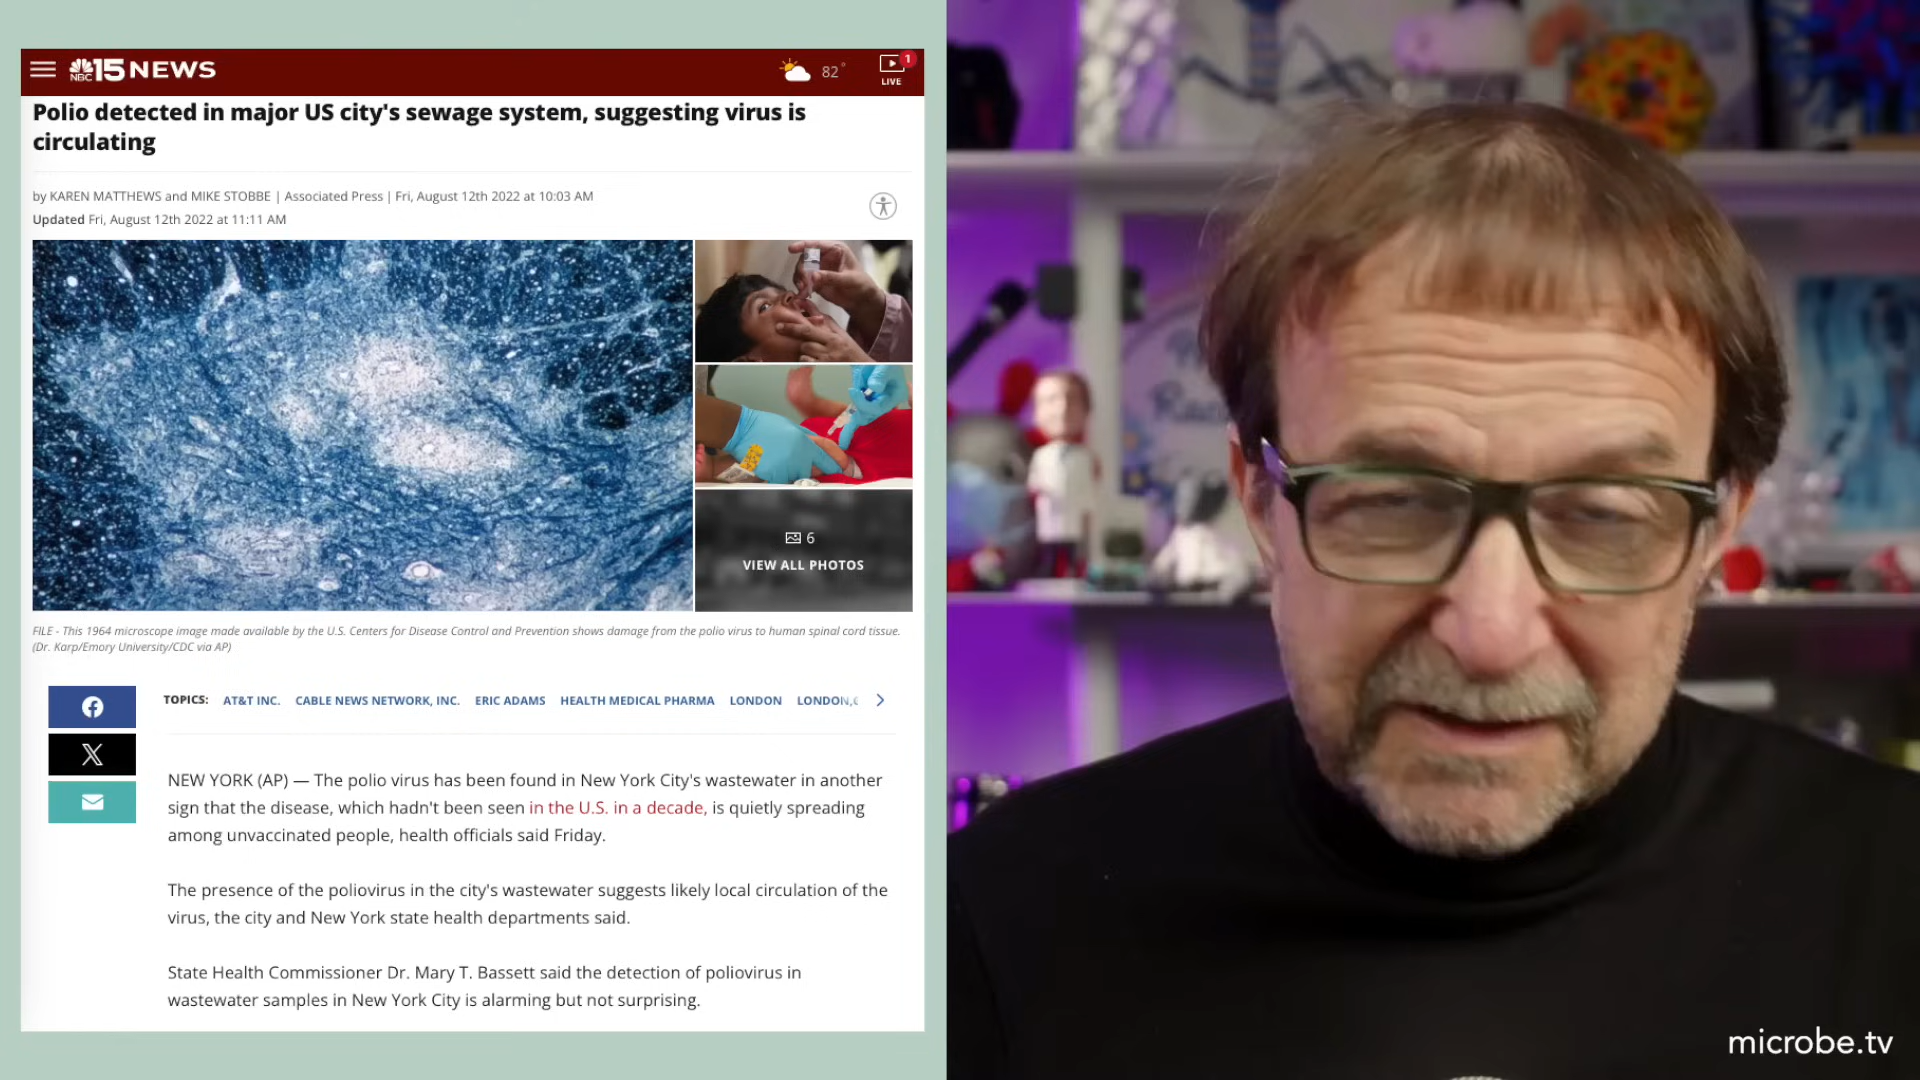 NBC 15 NEWS
82°
1
LIVE
Polio detected in major US city's sewage system, suggesting virus is
circulating
by KAREN MATTHEWS and MIKE STOBBE | Associated Press | Fri, August 12th 2022 at 10:03 AM
Updated Fri, August 12th 2022 at 11:11 AM
6
VIEW ALL PHOTOS
FILE - This 1964 microscope image made available by the U.S. Centers for Disease Control and Prevention shows damage from the polio virus to human spinal cord tissue.
(Dr. Karp/Emory University/CDC via AP)
TOPICS: AT&T INC. CABLE NEWS NETWORK, INC. ERIC ADAMS HEALTH MEDICAL PHARMA LONDON LONDON,
NEW YORK (AP) — The polio virus has been found in New York City's wastewater in another
sign that the disease, which hadn't been seen in the U.S. in a decade, is quietly spreading
among unvaccinated people, health officials said Friday.
The presence of the poliovirus in the city's wastewater suggests likely local circulation of the
virus, the city and New York state health departments said.
State Health Commissioner Dr. Mary T. Bassett said the detection of poliovirus in
wastewater samples in New York City is alarming but not surprising.
microbe.tv